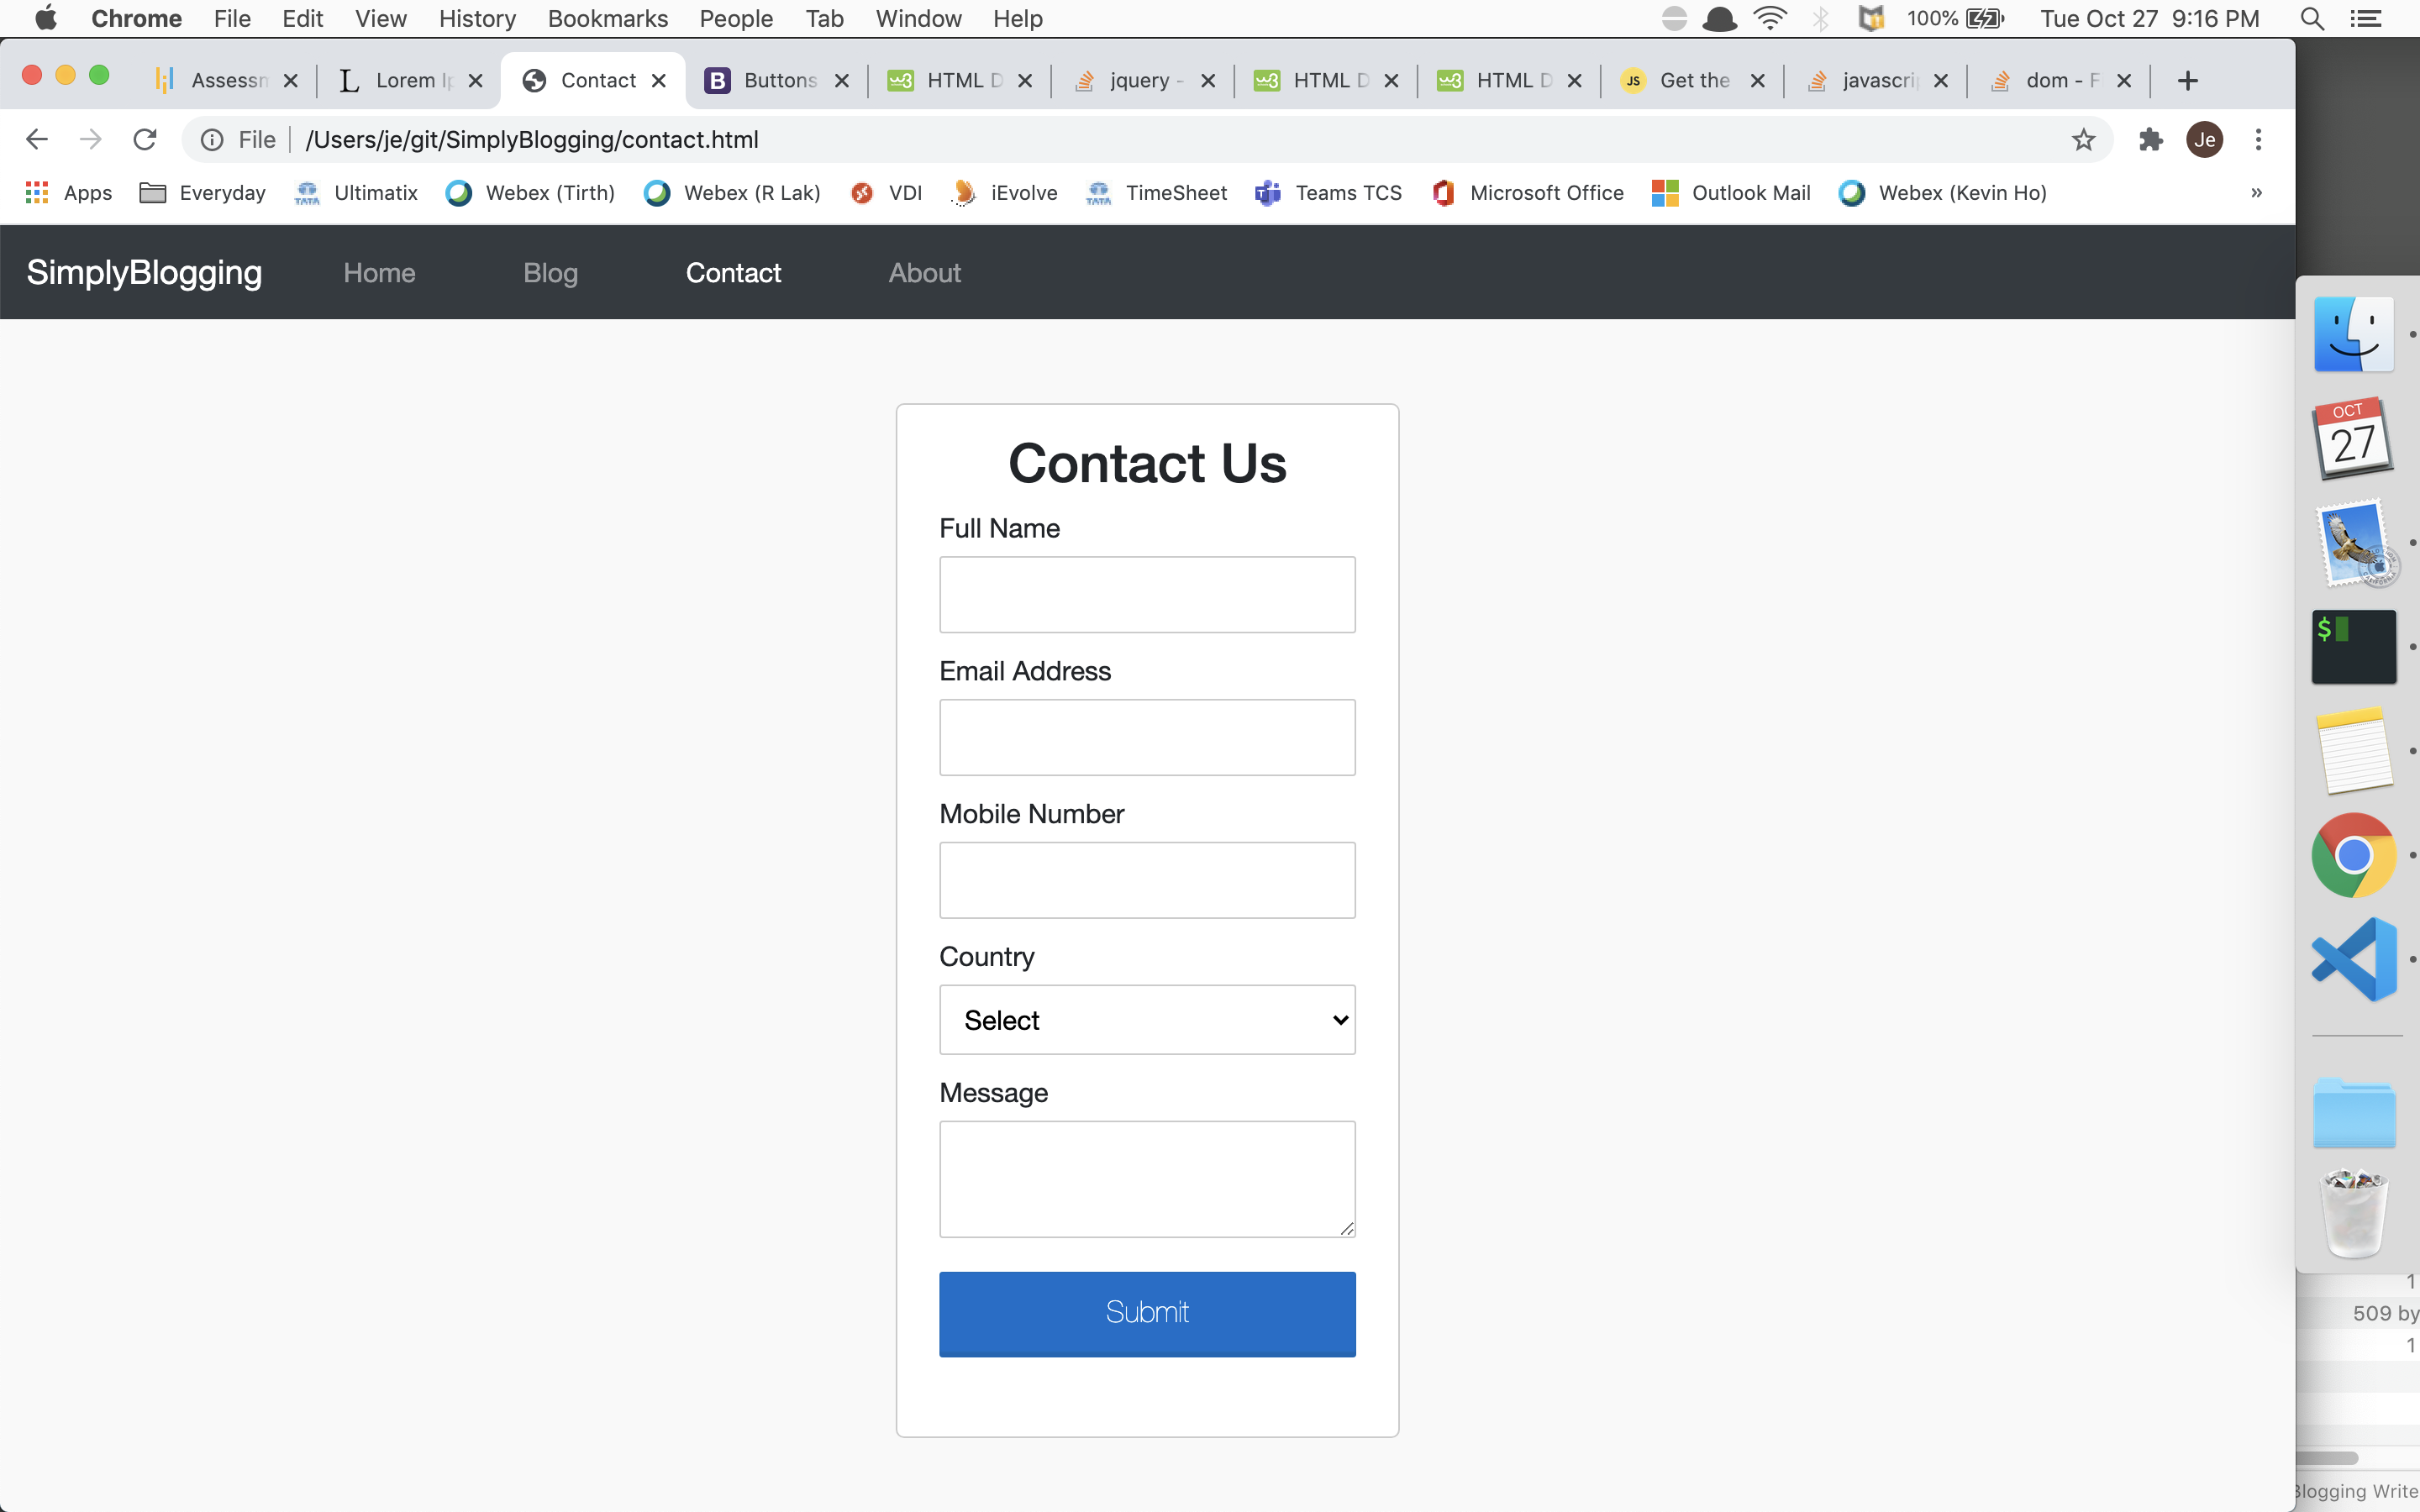 Chrome File Edit View History Bookmarks People Tab Window Help 100% Tue Oct 27 9:16 PM
Assessm Lorem Ip Contact B Buttons HTML D jquery - HTML D HTML D JS Get the javascrip dom - F
File /Users/je/git/SimplyBlogging/contact.html Je
Apps Everyday Ultimatix Webex (Tirth) Webex (R Lak) VDI iEvolve TimeSheet Teams TCS Microsoft Office Outlook Mail Webex (Kevin Ho) »
SimplyBlogging Home Blog Contact About
OCT
27
$
Contact Us
Full Name
Email Address
Mobile Number
Country
Select
Message
Submit
1
509 by
1
Blogging Write